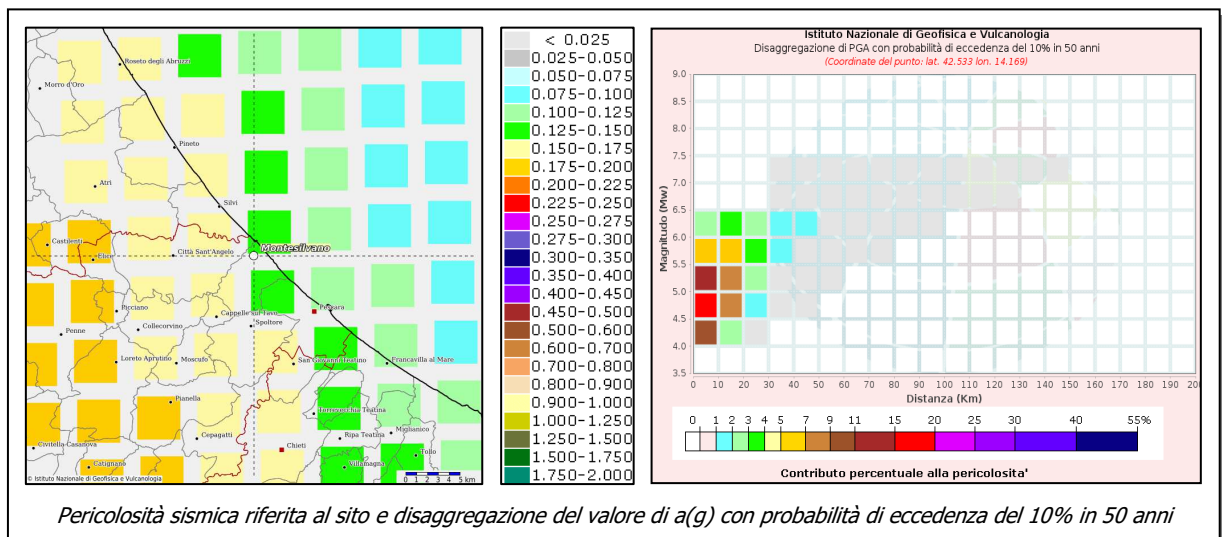 Roseto degli Abruzzi
Morro d'Oro
Pineto
Atri
Silvi
Castilenti
Elice
Città Sant'Angelo
Montesilvano
Picciano
Cappelle sul Tavo
Pescara
Penne
Collecorvino
Spoltore
Loreto Aprutino
Moscufo
San Giovanni Teatino
Francavilla al Mare
Pianella
Torrevecchia Teatina
Miglianico
Civitella Casanova
Cepagatti
Chieti
Ripa Teatina
Tollo
Catignano
Villamagna
© Istituto Nazionale di Geofisica e Vulcanologia
0 1 2 3 4 5 km
< 0.025
0.025-0.050
0.050-0.075
0.075-0.100
0.100-0.125
0.125-0.150
0.150-0.175
0.175-0.200
0.200-0.225
0.225-0.250
0.250-0.275
0.275-0.300
0.300-0.350
0.350-0.400
0.400-0.450
0.450-0.500
0.500-0.600
0.600-0.700
0.700-0.800
0.800-0.900
0.900-1.000
1.000-1.250
1.250-1.500
1.500-1.750
1.750-2.000
Istituto Nazionale di Geofisica e Vulcanologia
Disaggregazione di PGA con probabilità di eccedenza del 10% in 50 anni
(Coordinate del punto: lat. 42.533 lon. 14.169)
Magnitudo (Mw)
9.0
8.5
8.0
7.5
7.0
6.5
6.0
5.5
5.0
4.5
4.0
3.5
0 10 20 30 40 50 60 70 80 90 100 110 120 130 140 150 160 170 180 190 200
Distanza (Km)
0 1 2 3 4 5 7 9 11 15 20 25 30 40 55%
Contributo percentuale alla pericolosita'
Pericolosità sismica riferita al sito e disaggregazione del valore di a(g) con probabilità di eccedenza del 10% in 50 anni